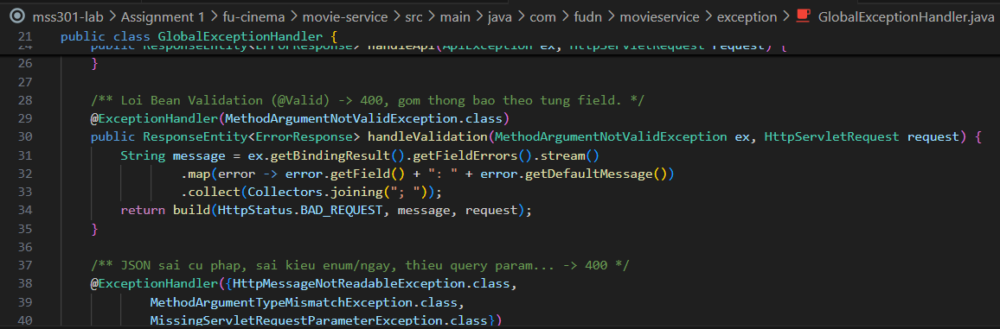 mss301-lab > Assignment 1 > fu-cinema > movie-service > src > main > java > com > fudn > movieservice > exception > GlobalExceptionHandler.java
21 public class GlobalExceptionHandler {
24 public ResponseEntity<ErrorResponse> handleApi(ApiException ex, HttpServletRequest request) {
26 }
27
28 /** Loi Bean Validation (@Valid) -> 400, gom thong bao theo tung field. */
29 @ExceptionHandler(MethodArgumentNotValidException.class)
30 public ResponseEntity<ErrorResponse> handleValidation(MethodArgumentNotValidException ex, HttpServletRequest request) {
31 String message = ex.getBindingResult().getFieldErrors().stream()
32 .map(error -> error.getField() + ": " + error.getDefaultMessage())
33 .collect(Collectors.joining("; "));
34 return build(HttpStatus.BAD_REQUEST, message, request);
35 }
36
37 /** JSON sai cu phap, sai kieu enum/ngay, thieu query param... -> 400 */
38 @ExceptionHandler({HttpMessageNotReadableException.class,
39 MethodArgumentTypeMismatchException.class,
40 MissingServletRequestParameterException.class})